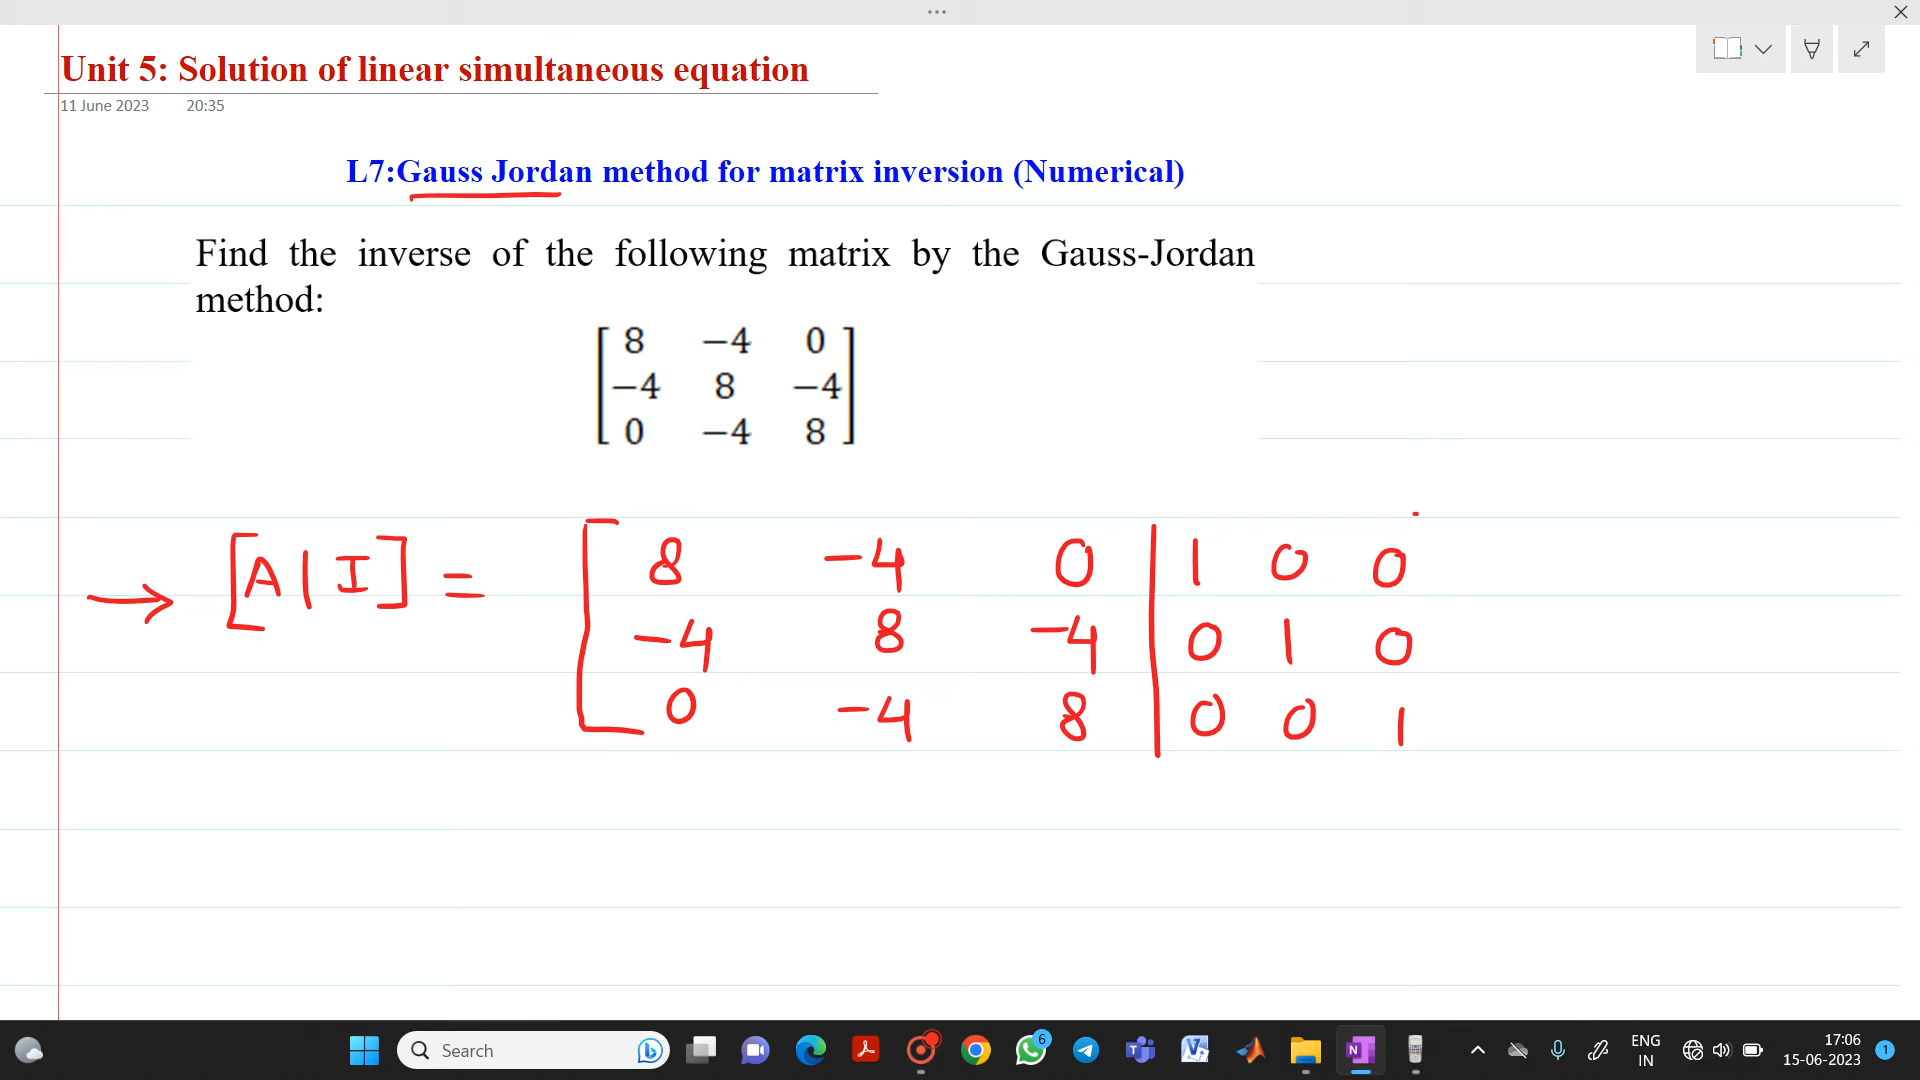 Unit 5: Solution of linear simultaneous equation
11 June 2023 20:35
L7:Gauss Jordan method for matrix inversion (Numerical)
Find the inverse of the following matrix by the Gauss-Jordan
method:
8 −4 0
−4 8 −4
0 −4 8
→ [A | I] = [ 8 -4 0 | 1 0 0
-4 8 -4 | 0 1 0
0 -4 8 | 0 0 1
Search
6
ENG
IN
17:06
15-06-2023
1